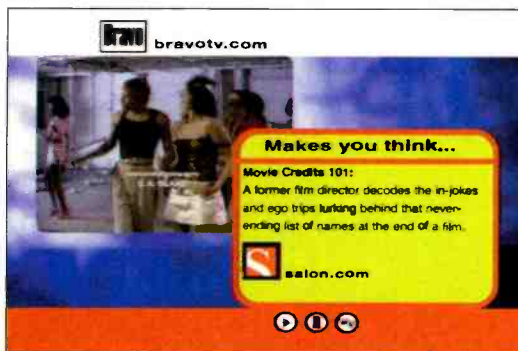 Bravo
bravotv.com
Makes you think...
Movie Credits 101:
A former film director decodes the in-jokes
and ego trips lurking behind that never-
ending list of names at the end of a film.
S
salon.com